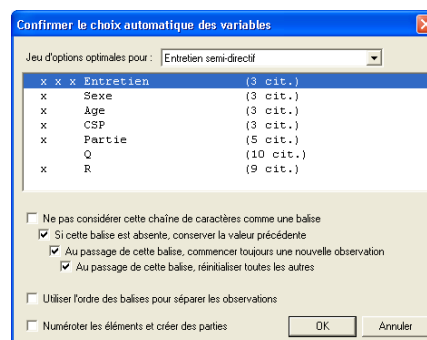 Confirmer le choix automatique des variables
Jeu d'options optimales pour : Entretien semi-directif
x x x Entretien (3 cit.)
x Sexe (3 cit.)
x Age (3 cit.)
x CSP (3 cit.)
x Partie (5 cit.)
Q (10 cit.)
x R (9 cit.)
Ne pas considérer cette chaîne de caractères comme une balise
Si cette balise est absente, conserver la valeur précédente
Au passage de cette balise, commencer toujours une nouvelle observation
Au passage de cette balise, réinitialiser toutes les autres
Utiliser l'ordre des balises pour séparer les observations
Numéroter les éléments et créer des parties OK Annuler